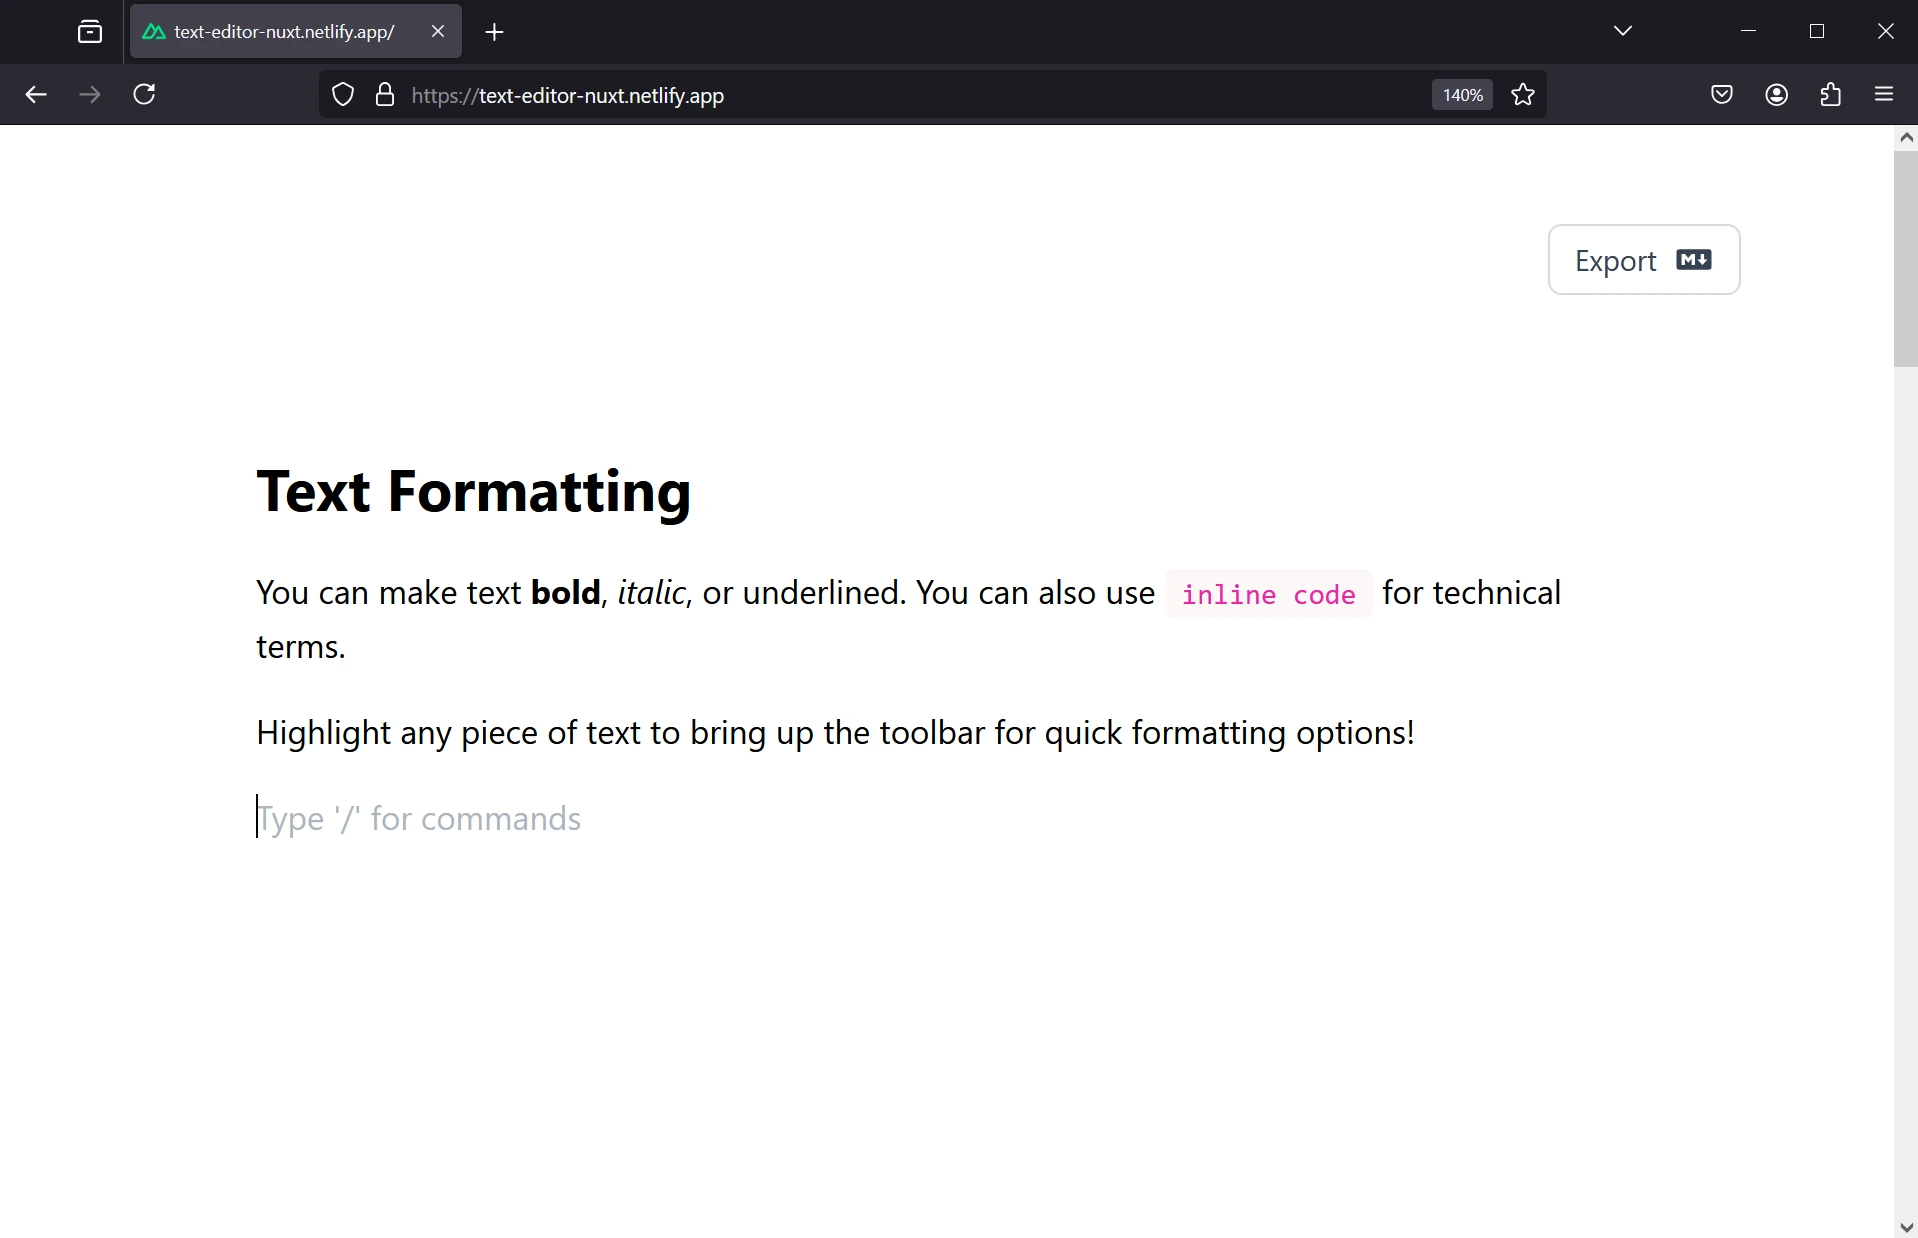 text-editor-nuxt.netlify.app/
https://text-editor-nuxt.netlify.app
140%
Export M↓
Text Formatting
You can make text bold, italic, or underlined. You can also use inline code for technical
terms.
Highlight any piece of text to bring up the toolbar for quick formatting options!
Type '/' for commands